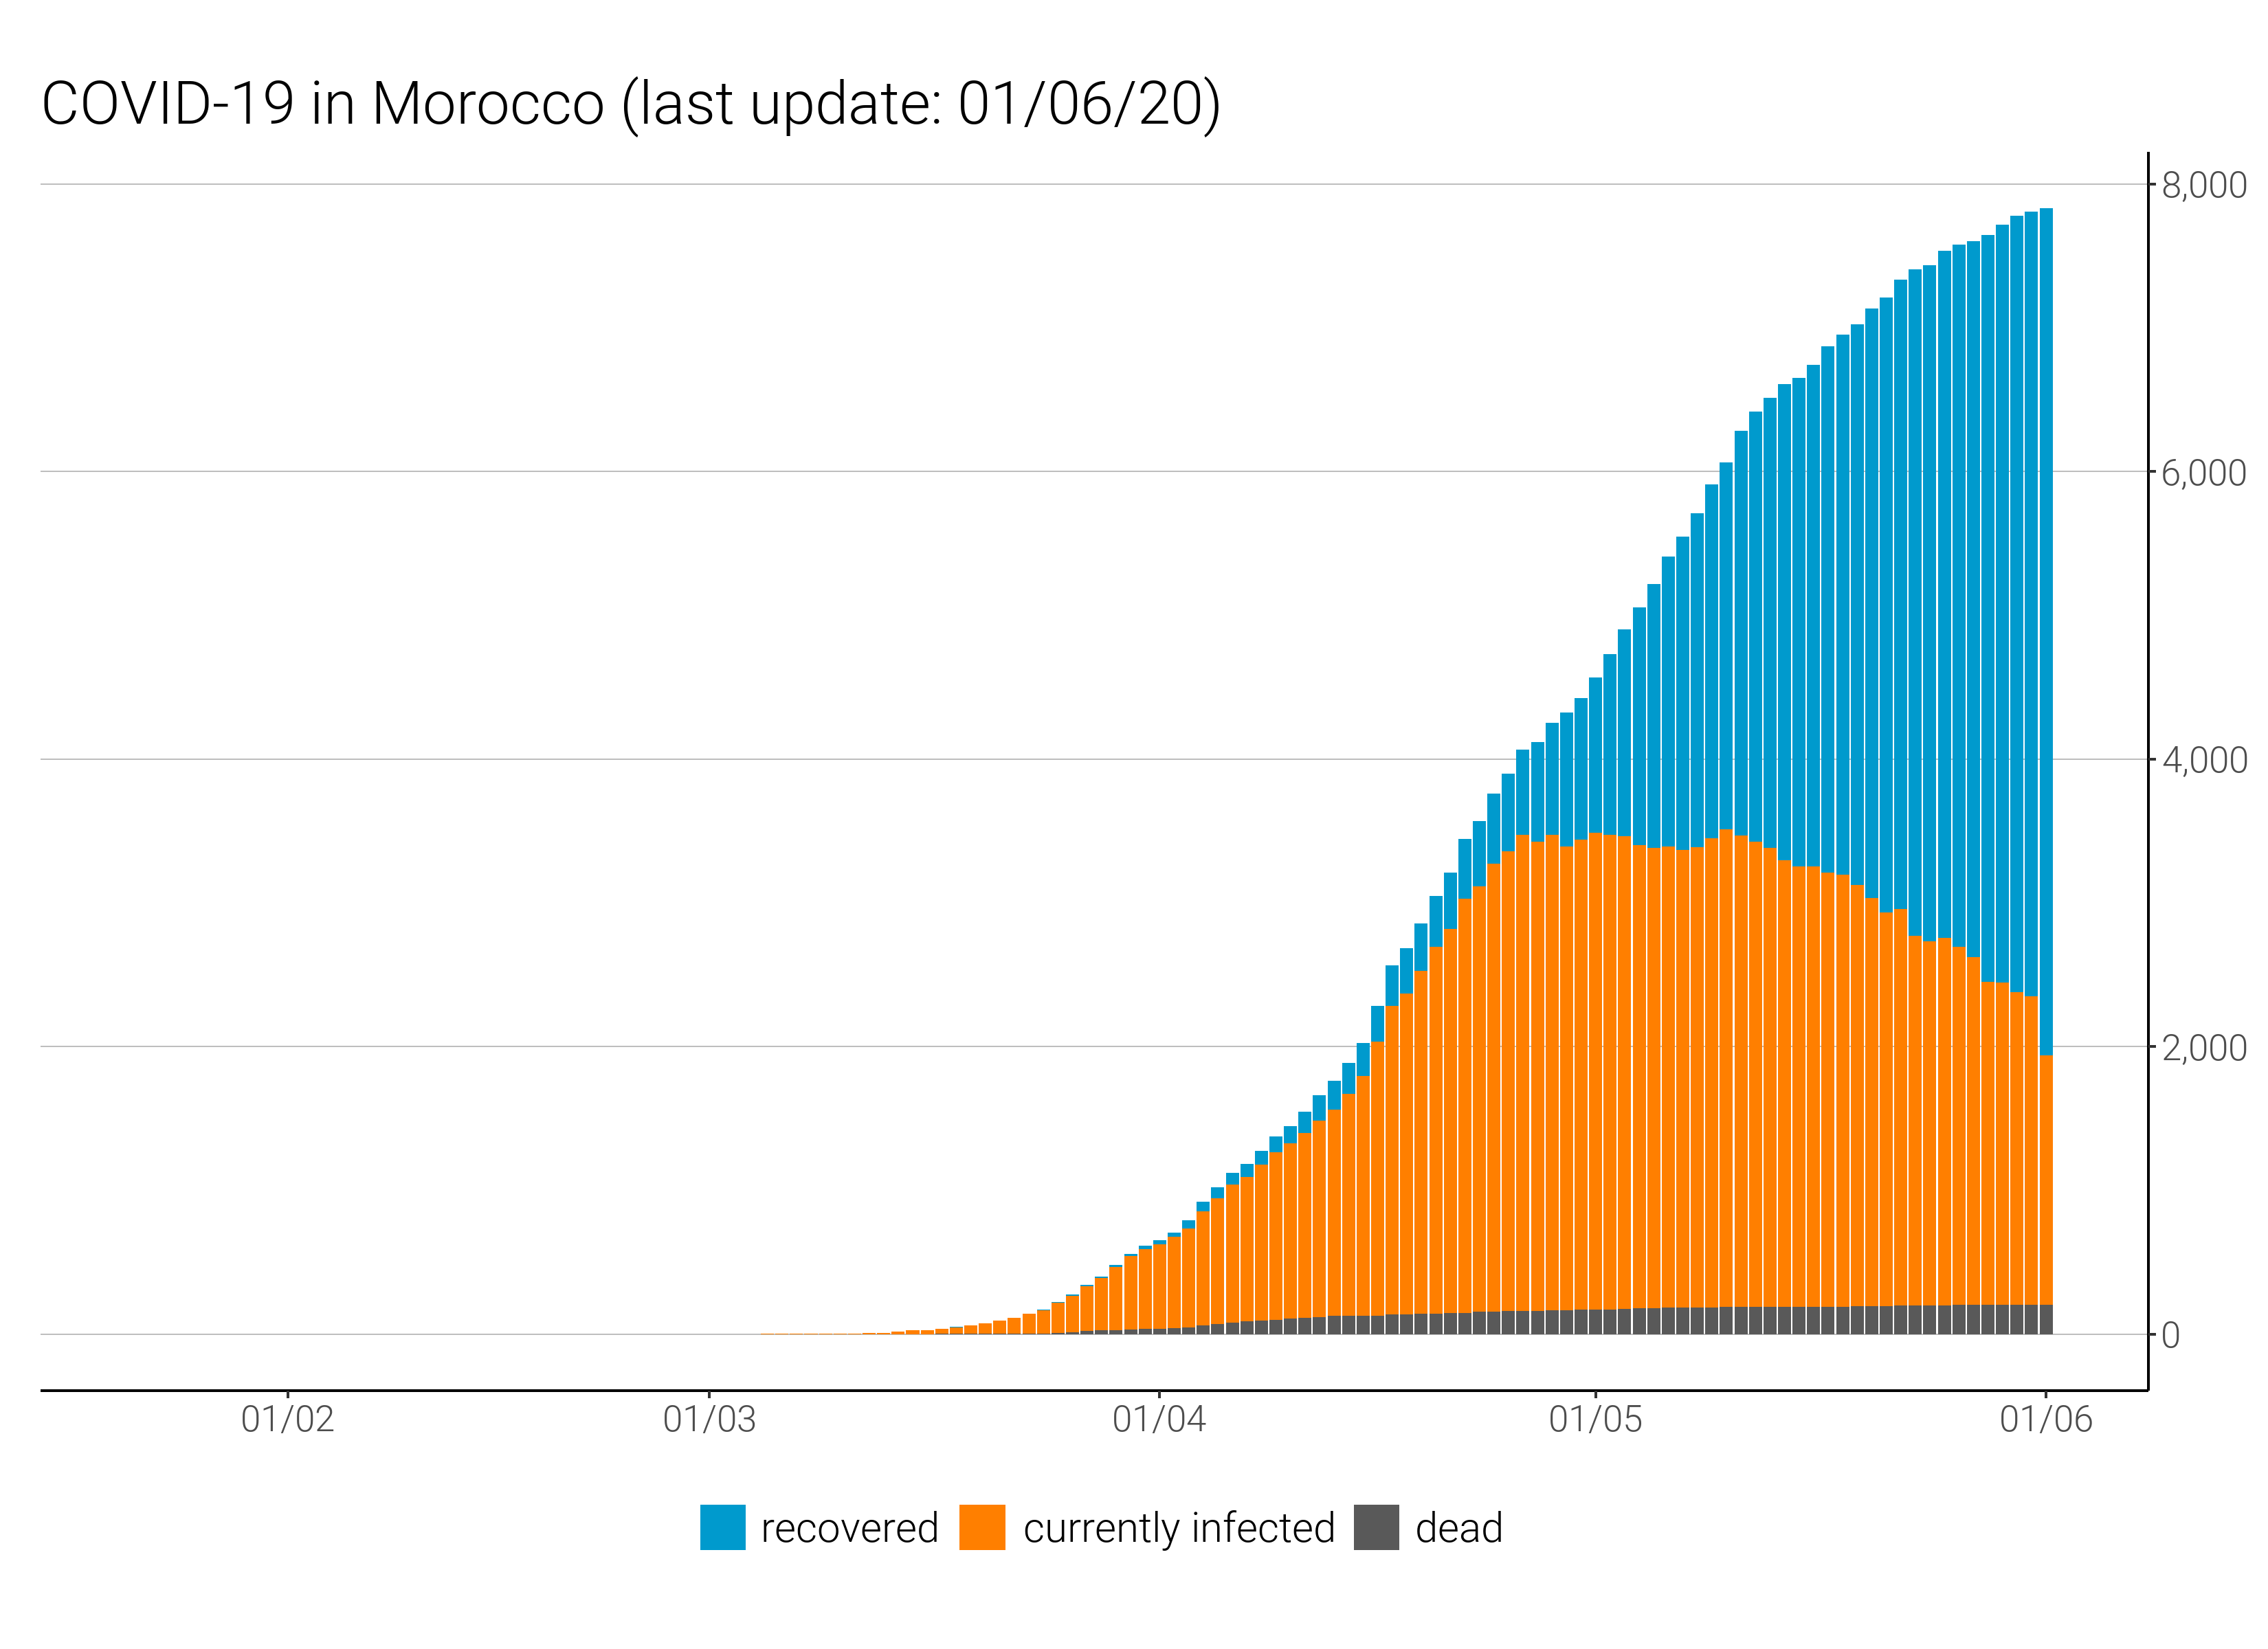 COVID-19 in Morocco (last update: 01/06/20)
8,000
6,000
4,000
2,000
0
01/02 01/03 01/04 01/05 01/06
recovered currently infected dead